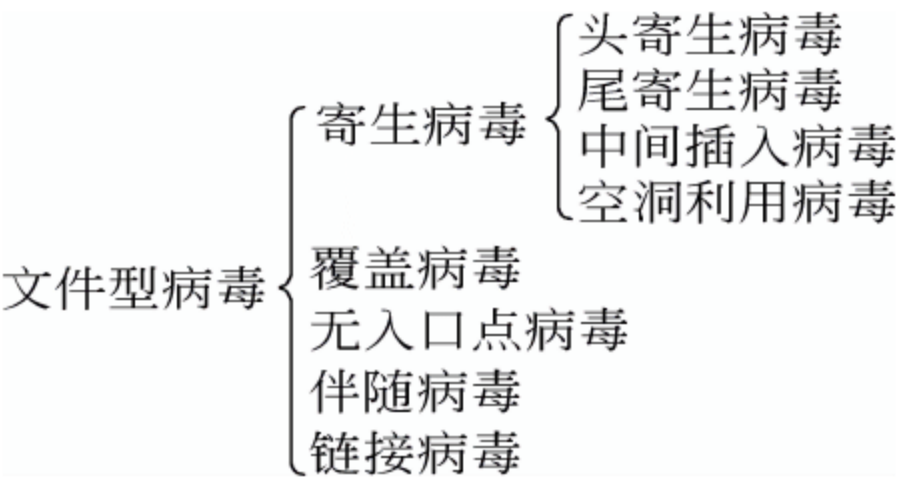 文件型病毒
寄生病毒
头寄生病毒
尾寄生病毒
中间插入病毒
空洞利用病毒
覆盖病毒
无入口点病毒
伴随病毒
链接病毒